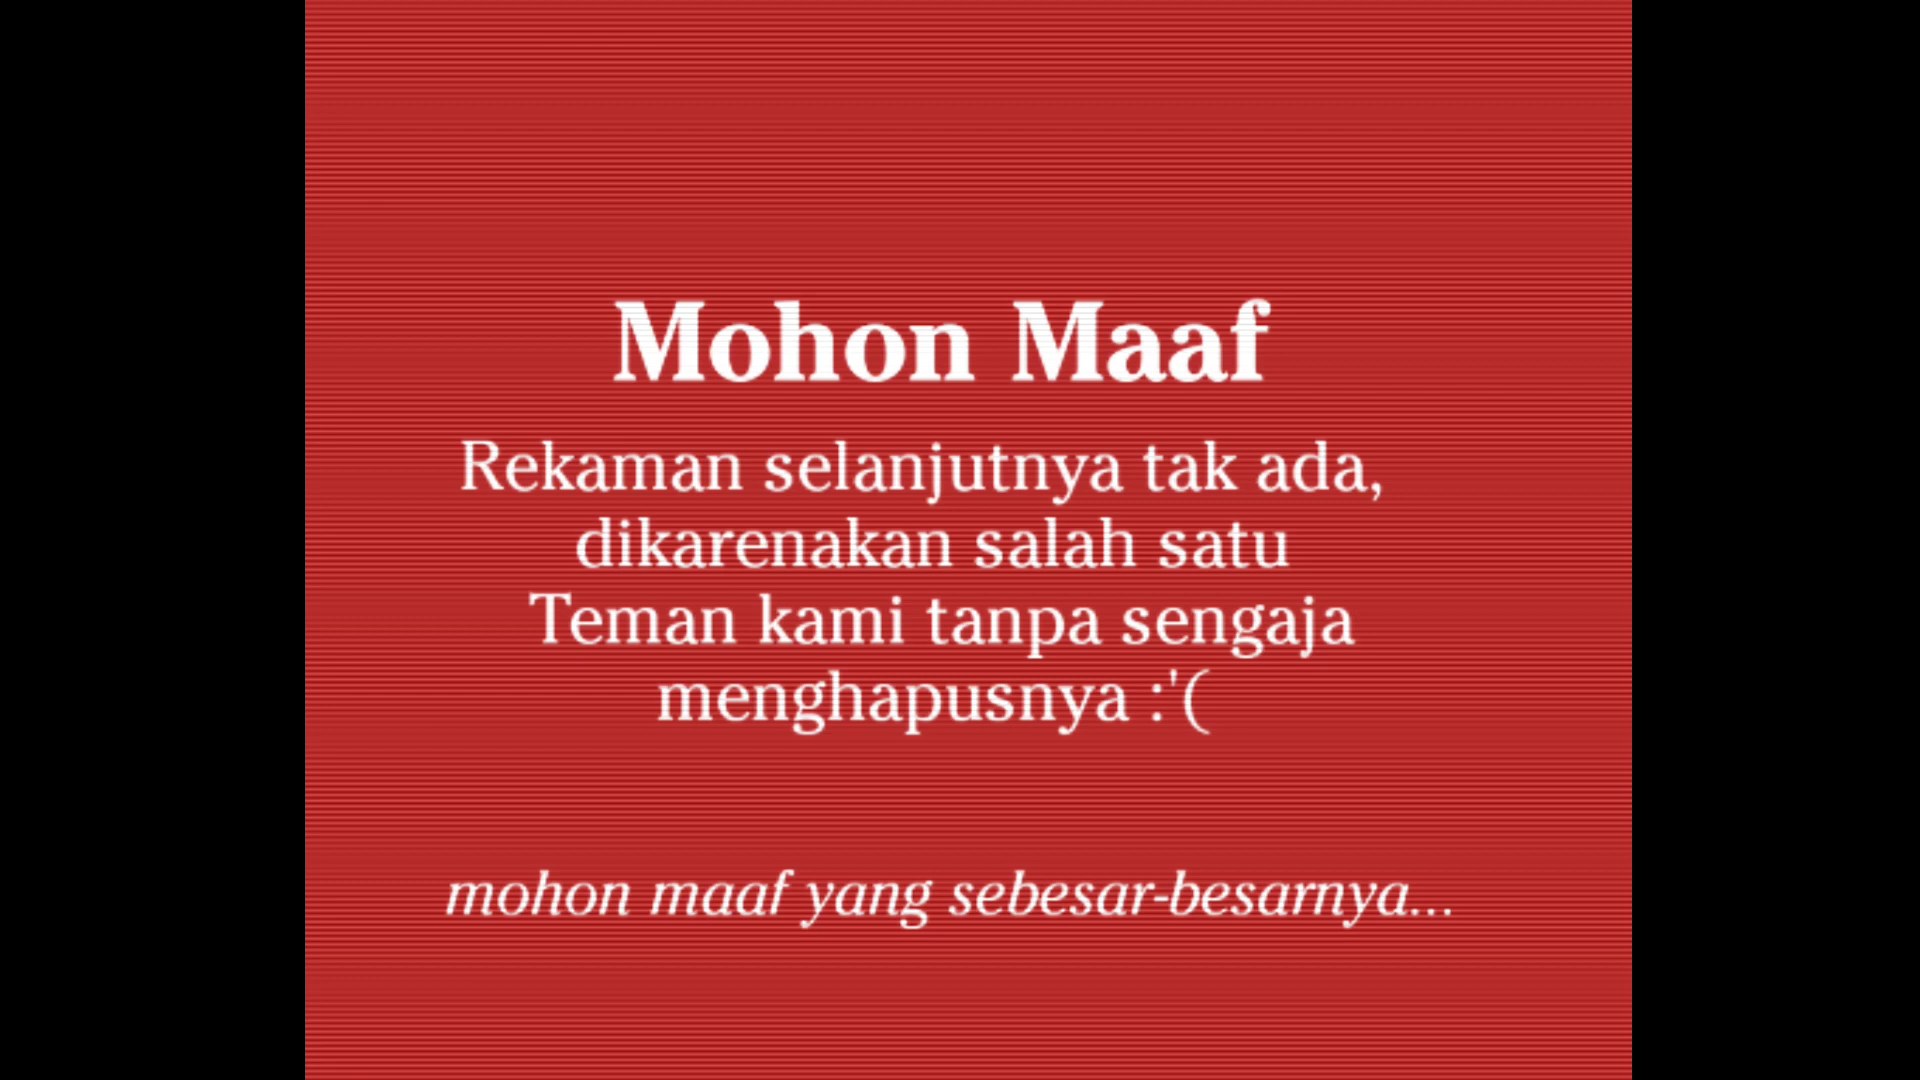 Mohon Maaf
Rekaman selanjutnya tak ada,
dikarenakan salah satu
Teman kami tanpa sengaja
menghapusnya :'(
mohon maaf yang sebesar-besarnya...